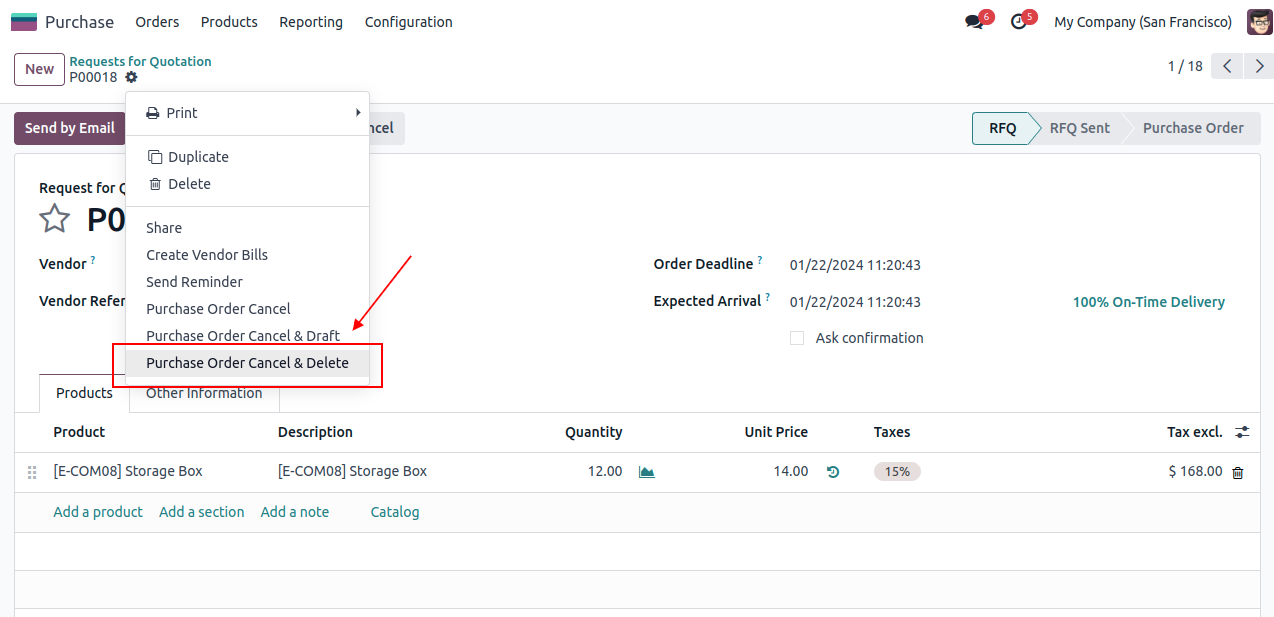 Purchase Orders Products Reporting Configuration 6 5 My Company (San Francisco)
New Requests for Quotation
P00018
1 / 18
Print
Send by Email ncel RFQ RFQ Sent Purchase Order
Duplicate
Delete
Request for Q
P00
Share
Create Vendor Bills
Vendor ? Order Deadline ? 01/22/2024 11:20:43
Send Reminder
Vendor Refer Expected Arrival ? 01/22/2024 11:20:43 100% On-Time Delivery
Purchase Order Cancel
Purchase Order Cancel & Draft Ask confirmation
Purchase Order Cancel & Delete
Products Other Information
Product Description Quantity Unit Price Taxes Tax excl.
[E-COM08] Storage Box [E-COM08] Storage Box 12.00 14.00 15% $ 168.00
Add a product Add a section Add a note Catalog